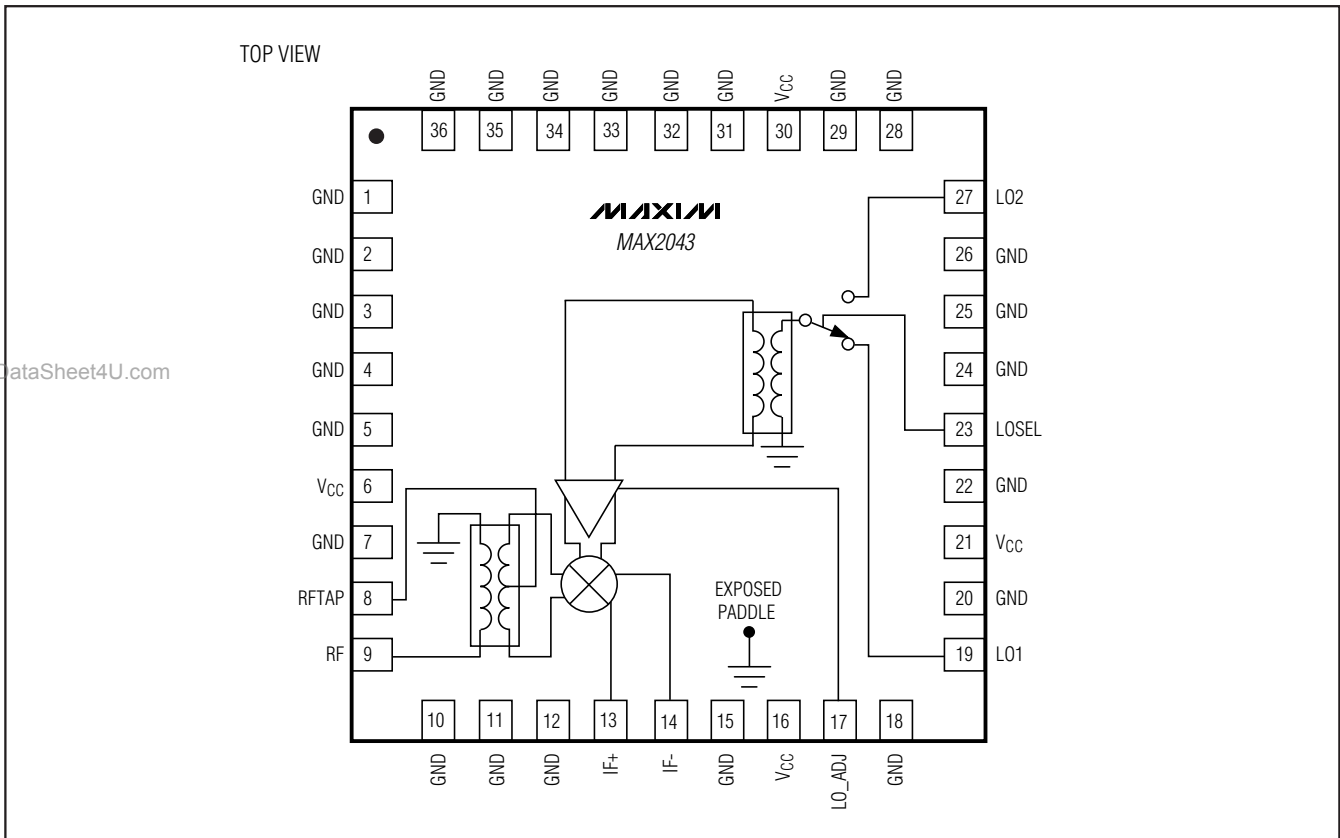 TOP VIEW
GND GND GND GND GND GND VCC GND GND
36 35 34 33 32 31 30 29 28
GND 1
GND 2
GND 3
GND 4
GND 5
VCC 6
GND 7
RFTAP 8
RF 9
MAXIM
MAX2043
27 LO2
26 GND
25 GND
24 GND
23 LOSEL
22 GND
21 VCC
20 GND
19 LO1
EXPOSED
PADDLE
10 11 12 13 14 15 16 17 18
GND GND GND IF+ IF- GND VCC LO_ADJ GND
DataSheet4U.com